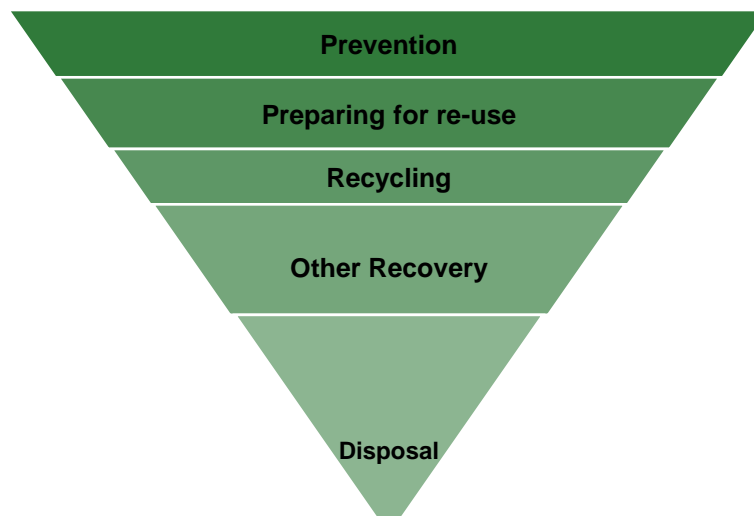 Prevention
Preparing for re-use
Recycling
Other Recovery
Disposal